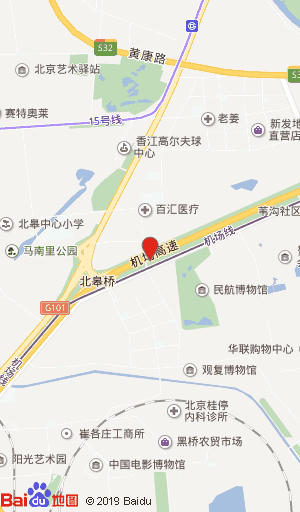 S32
黄康路
北京艺术驿站
赛特奥莱
15号线
老姜
新发地
直营店
香江高尔夫球
中心
百汇医疗
苇沟社区
北皋中心小学
马南里公园
机场高速
机场线
北皋桥
G101
民航博物馆
机场线
华联购物中心（
观复博物馆
北京桂停
内科诊所
崔各庄工商所
黑桥农贸市场
阳光艺术园
中国电影博物馆
Bai du 地图
© 2019 Baidu